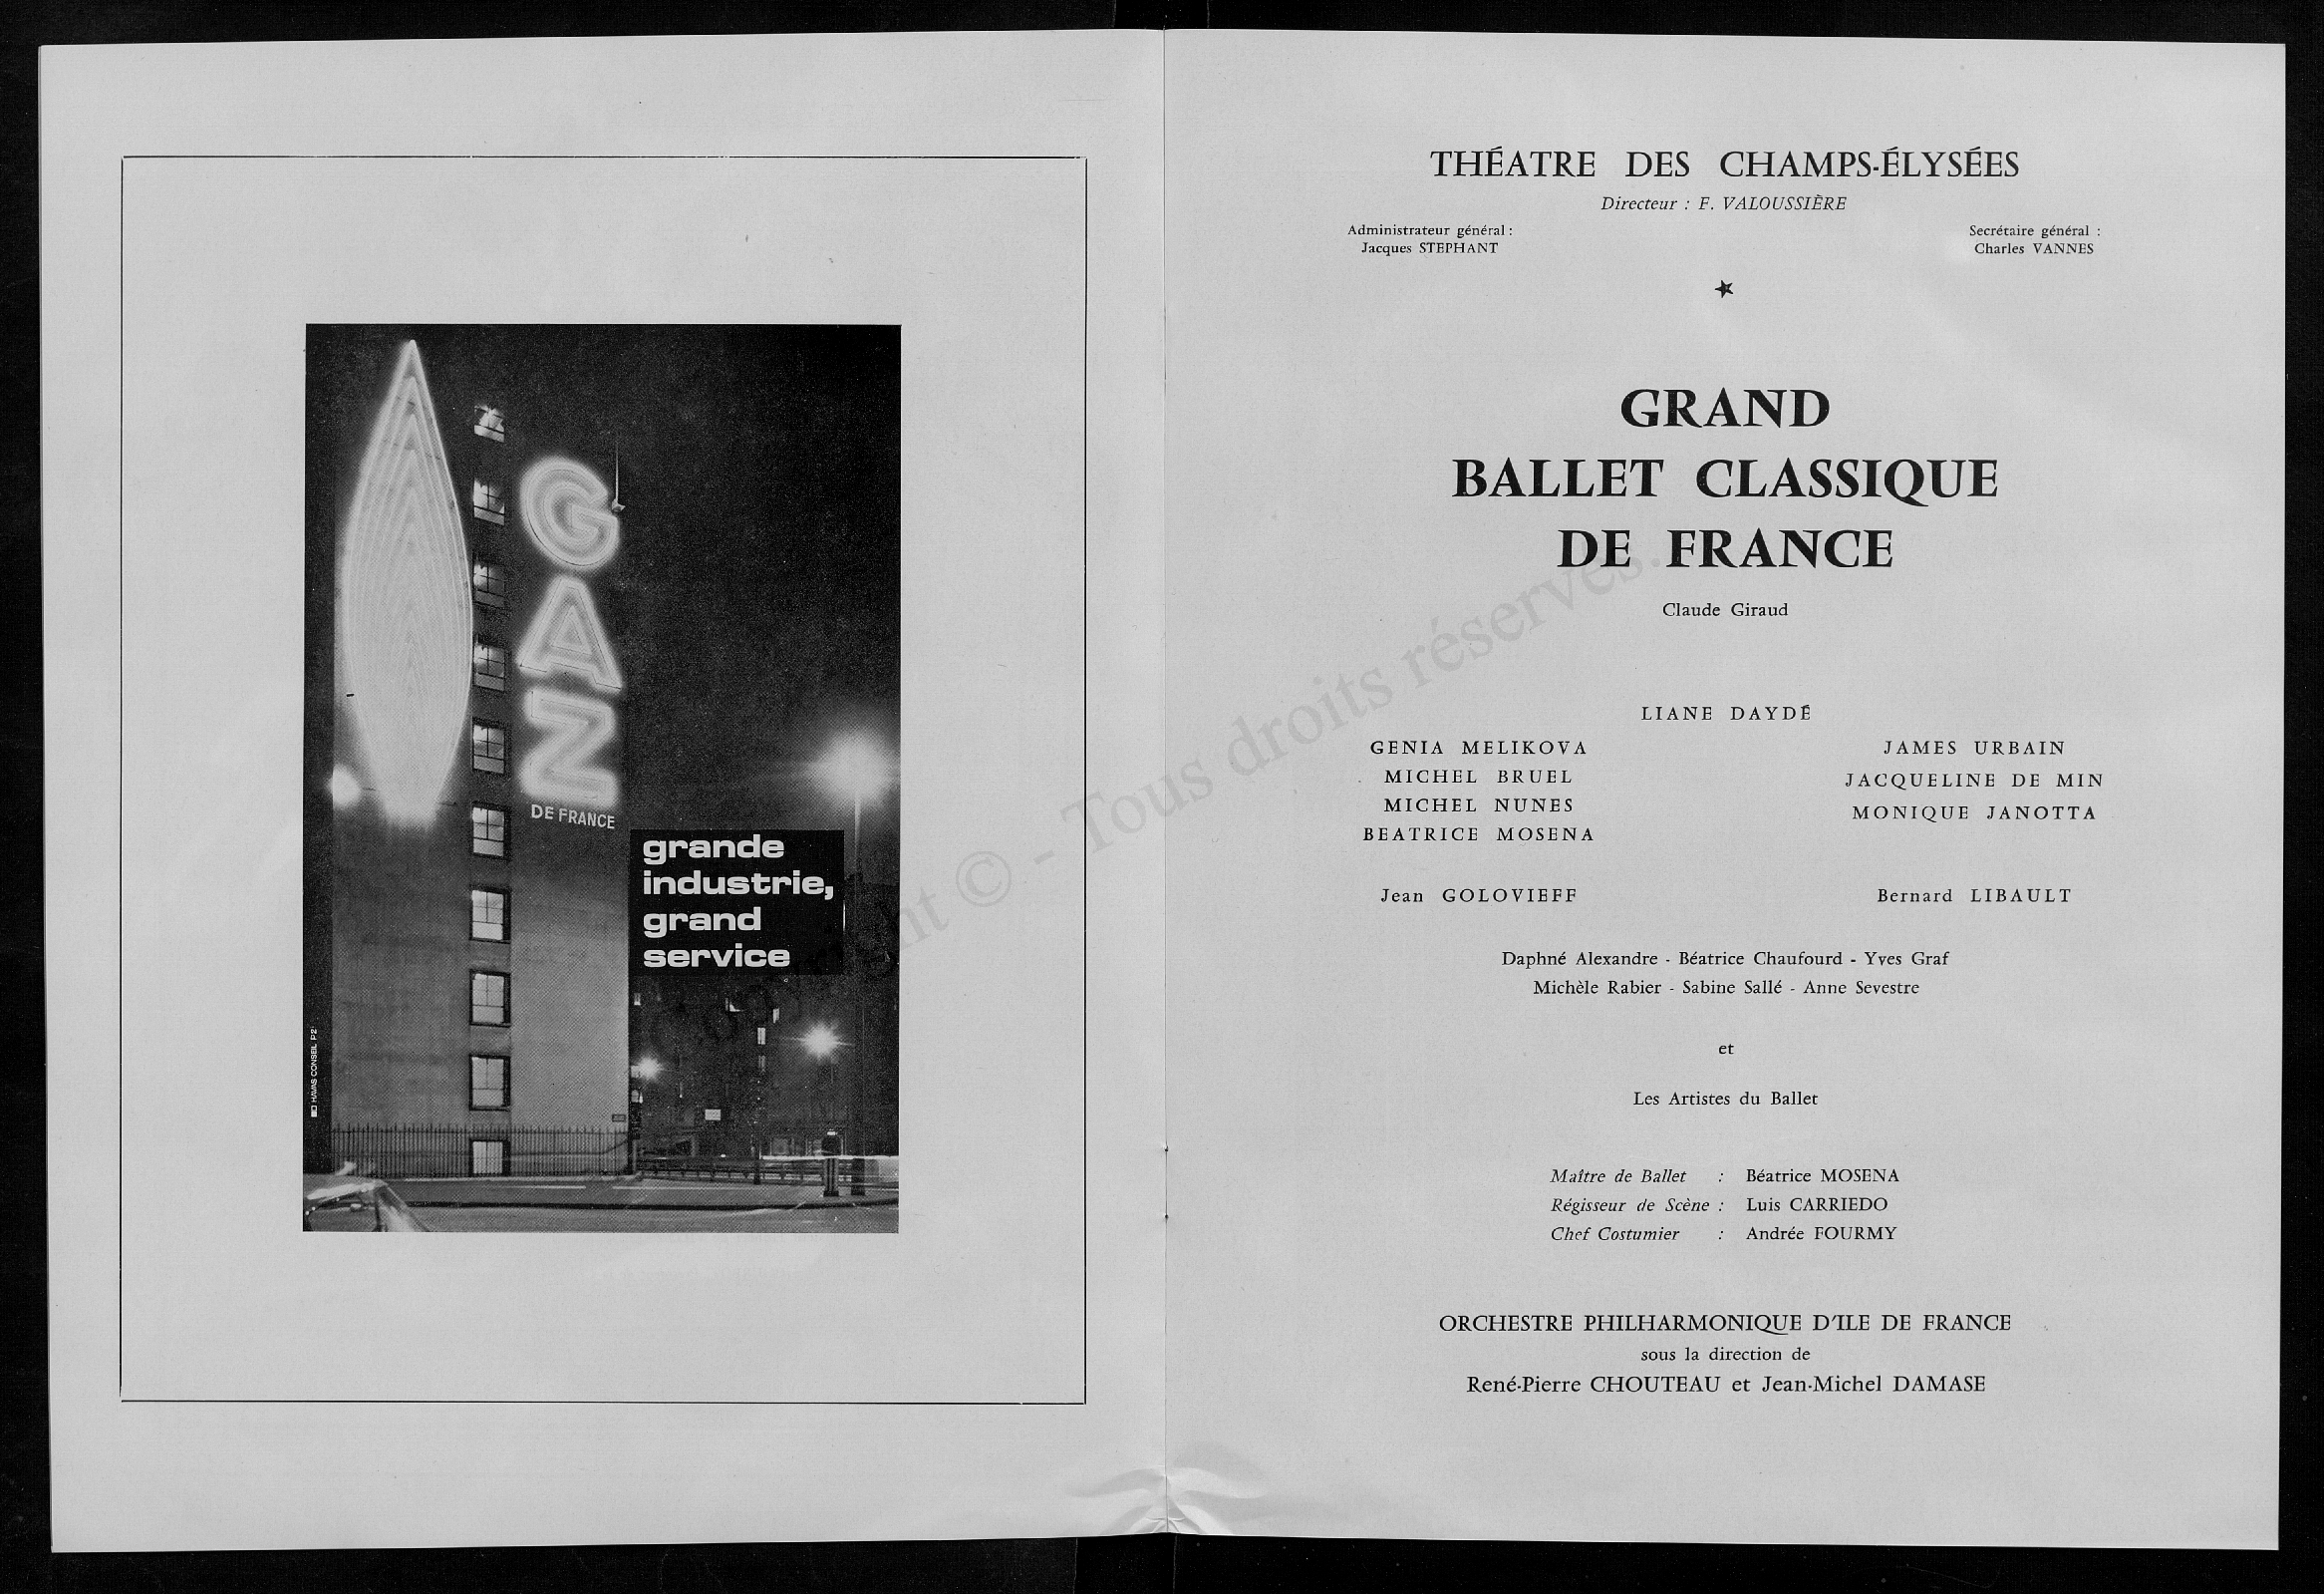 GAZ
DE FRANCE
grande
industrie,
grand
service
HAVAS CONSEIL P2
THÉATRE DES CHAMPS-ÉLYSÉES
Directeur : F. VALOUSSIÈRE
Administrateur général :
Jacques STEPHANT
Secrétaire général :
Charles VANNES
GRAND
BALLET CLASSIQUE
DE FRANCE
Claude Giraud
LIANE DAYDÉ
GENIA MELIKOVA
MICHEL BRUEL
MICHEL NUNES
BEATRICE MOSENA
JAMES URBAIN
JACQUELINE DE MIN
MONIQUE JANOTTA
Jean GOLOVIEFF
Bernard LIBAULT
Daphné Alexandre - Béatrice Chaufourd - Yves Graf
Michèle Rabier - Sabine Sallé - Anne Sevestre
et
Les Artistes du Ballet
Maître de Ballet : Béatrice MOSENA
Régisseur de Scène : Luis CARRIEDO
Chef Costumier : Andrée FOURMY
ORCHESTRE PHILHARMONIQUE D'ILE DE FRANCE
sous la direction de
René-Pierre CHOUTEAU et Jean-Michel DAMASE
Copyright © - Tous droits réservés.